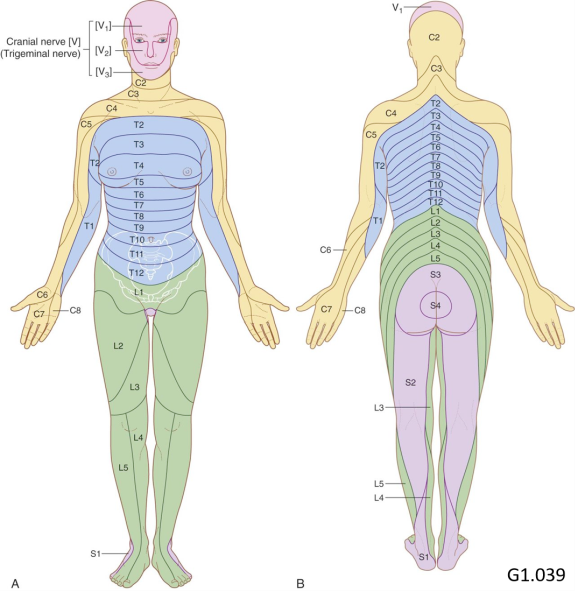 [V1]
Cranial nerve [V]
(Trigeminal nerve)
[V2]
[V3]
C2
C3
C4
C5
T2
T3
T4
T2
T5
T6
T7
T8
T9
T1
T10
T11
T12
L1
C6
C7
C8
L2
L3
L4
L5
S1
A
V1
C2
C3
T2
C4
T3
T4
C5
T5
T6
T7
T2
T8
T9
T10
T11
T12
L1
T1
L2
L3
C6
L4
L5
S3
C7
C8
S4
S2
L3
L5
L4
S1
B
G1.039